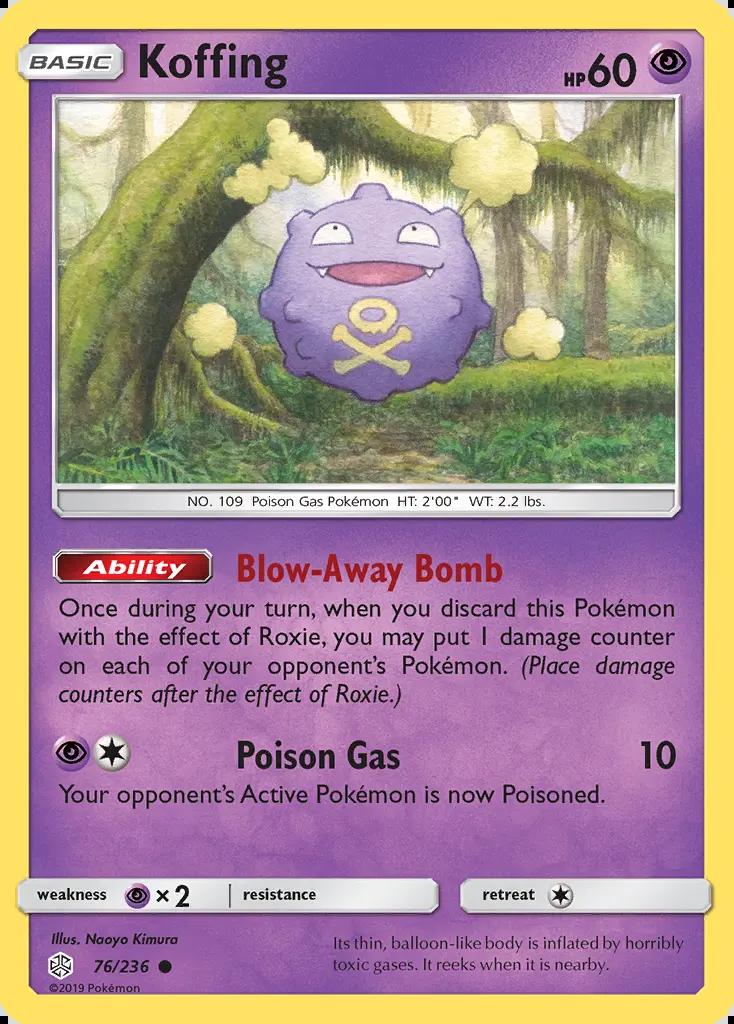 BASIC Koffing HP60
NO. 109 Poison Gas Pokémon HT: 2'00" WT: 2.2 lbs.
Ability Blow-Away Bomb
Once during your turn, when you discard this Pokémon
with the effect of Roxie, you may put 1 damage counter
on each of your opponent's Pokémon. (Place damage
counters after the effect of Roxie.)
Poison Gas 10
Your opponent's Active Pokémon is now Poisoned.
weakness ×2 resistance retreat
Illus. Naoyo Kimura
76/236
©2019 Pokémon
Its thin, balloon-like body is inflated by horribly
toxic gases. It reeks when it is nearby.